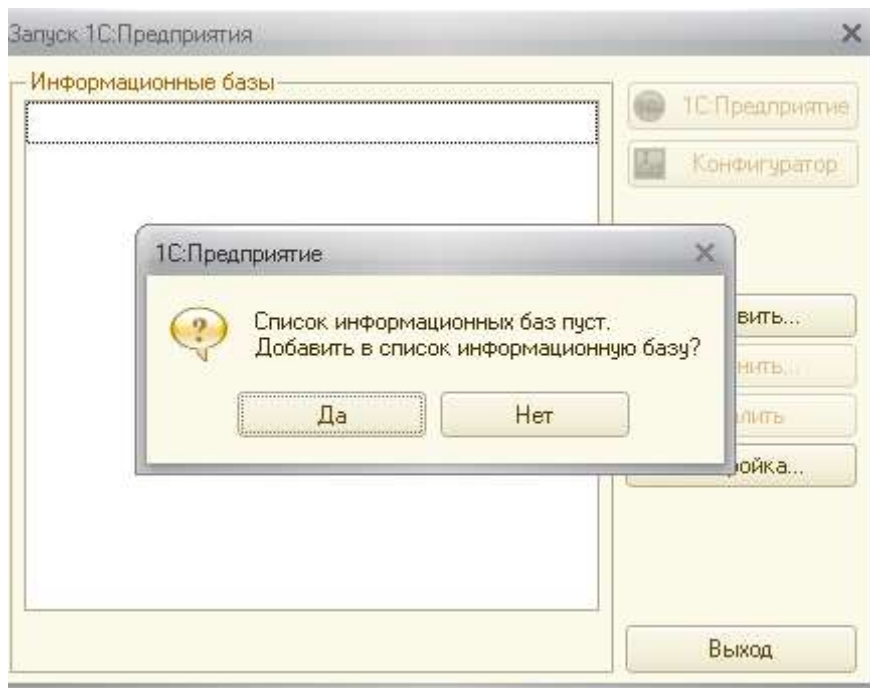 Запуск 1С:Предприятия
Информационные базы
1С:Предприятие
Конфигуратор
1С:Предприятие
Список информационных баз пуст.
Добавить в список информационную базу?
Да
Нет
Выход